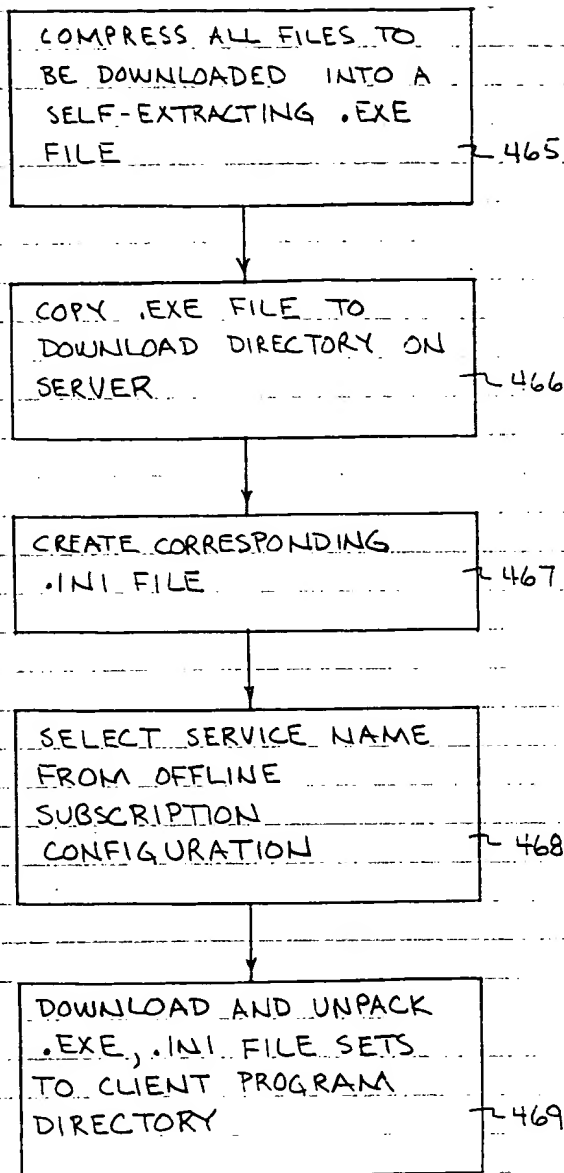 COMPRESS ALL FILES TO
BE DOWNLOADED INTO A
SELF-EXTRACTING .EXE
FILE
465
COPY .EXE FILE TO
DOWNLOAD DIRECTORY ON
SERVER
466
CREATE CORRESPONDING
.INI FILE
467
SELECT SERVICE NAME
FROM OFFLINE
SUBSCRIPTION
CONFIGURATION
468
DOWNLOAD AND UNPACK
.EXE, .INI FILE SETS
TO CLIENT PROGRAM
DIRECTORY
469